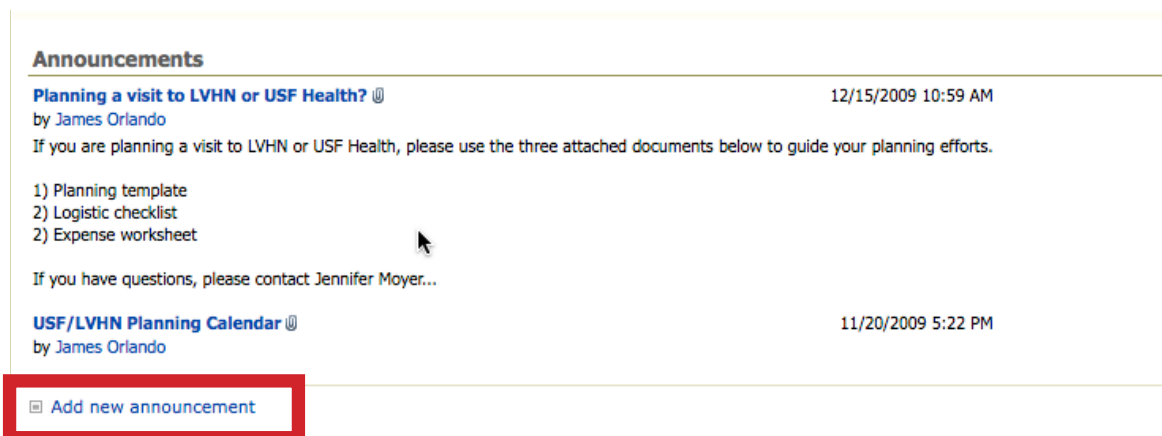 Announcements
Planning a visit to LVHN or USF Health? 12/15/2009 10:59 AM
by James Orlando
If you are planning a visit to LVHN or USF Health, please use the three attached documents below to guide your planning efforts.
1) Planning template
2) Logistic checklist
2) Expense worksheet
If you have questions, please contact Jennifer Moyer...
USF/LVHN Planning Calendar 11/20/2009 5:22 PM
by James Orlando
Add new announcement